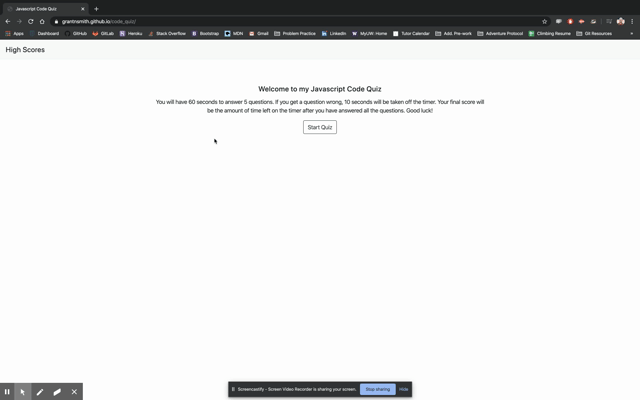 Javascript Code Quiz
grantnsmith.github.io/code_quiz/
Apps Dashboard GitHub GitLab Heroku Stack Overflow Bootstrap MDN Gmail Problem Practice LinkedIn MyUW: Home Tutor Calendar Add. Pre-work Adventure Protocol Climbing Resume Git Resources »
High Scores
Welcome to my Javascript Code Quiz
You will have 60 seconds to answer 5 questions. If you get a question wrong, 10 seconds will be taken off the timer. Your final score will
be the amount of time left on the timer after you have answered all the questions. Good luck!
Start Quiz
Screencastify - Screen Video Recorder is sharing your screen. Stop sharing Hide